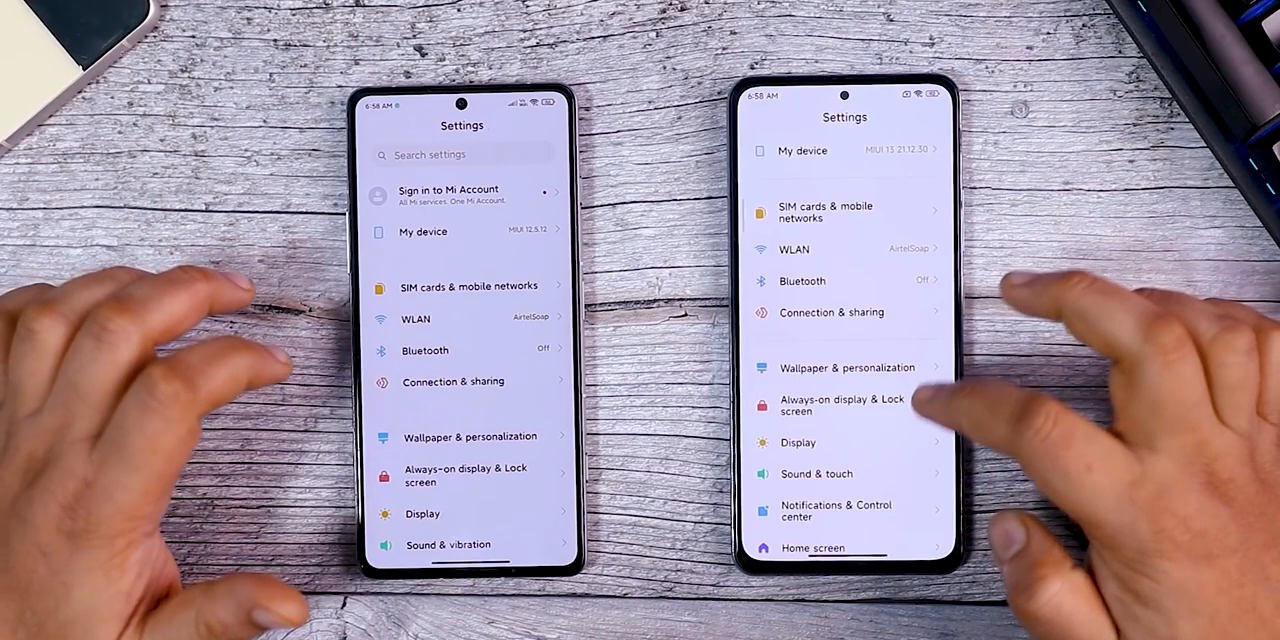 6:58 AM
Settings
Search settings
Sign in to Mi Account
All Mi services. One Mi Account.
My device
MIUI 12.5.12
SIM cards & mobile networks
WLAN
AirtelSoap
Bluetooth
Off
Connection & sharing
Wallpaper & personalization
Always-on display & Lock
screen
Display
Sound & vibration
6:58 AM
Settings
My device
MIUI 13 21.12.30
SIM cards & mobile
networks
WLAN
AirtelSoap
Bluetooth
Off
Connection & sharing
Wallpaper & personalization
Always-on display & Lock
screen
Display
Sound & touch
Notifications & Control
center
Home screen